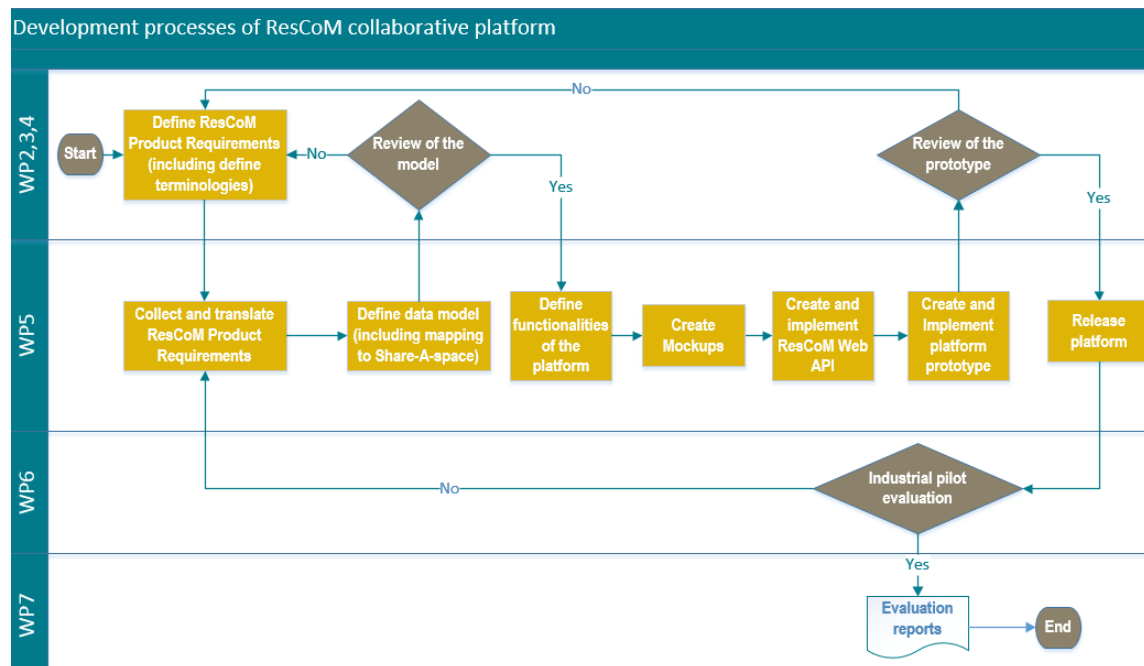 Development processes of ResCoM collaborative platform
WP2,3,4
Start
Define ResCoM
Product Requirements
(including define
terminologies)
No
Review of the
model
Yes
No
Review of the
prototype
Yes
WP5
Collect and translate
ResCoM Product
Requirements
Define data model
(including mapping
to Share-A-space)
Define
functionalities
of the
platform
Create
Mockups
Create and
implement
ResCoM Web
API
Create and
Implement
platform
prototype
Release
platform
WP6
No
Industrial pilot
evaluation
Yes
WP7
Evaluation
reports
End